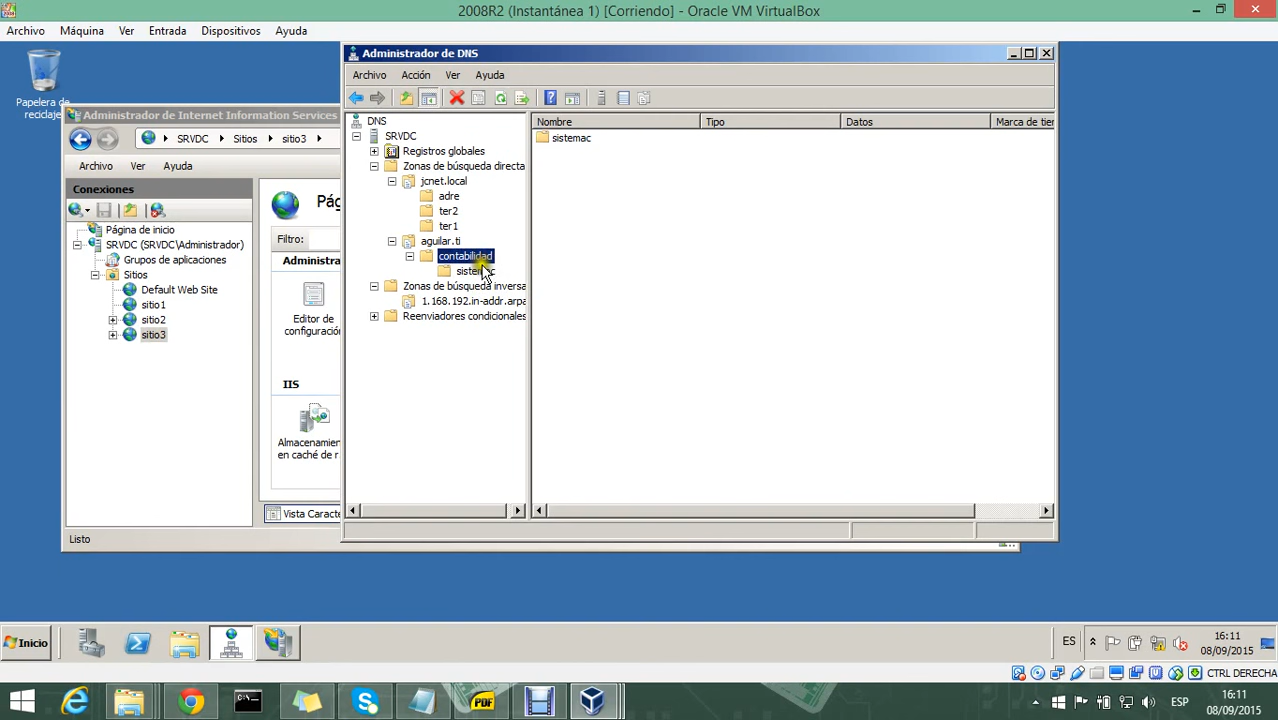 2008R2 (Instantánea 1) [Corriendo] - Oracle VM VirtualBox
Archivo Máquina Ver Entrada Dispositivos Ayuda
Papelera de
reciclaje
Administrador de Internet Information Services
SRVDC Sitios sitio3
Archivo Ver Ayuda
Conexiones
Página de inicio
SRVDC (SRVDC\Administrador)
Grupos de aplicaciones
Sitios
Default Web Site
sitio1
sitio2
sitio3
Pág
Filtro:
Administra
Editor de
configuració
IIS
Almacenamien
en caché de r
Vista Caracte
Listo
Administrador de DNS
Archivo Acción Ver Ayuda
DNS
SRVDC
Registros globales
Zonas de búsqueda directa
jcnet.local
adre
ter2
ter1
aguilar.ti
contabilidad
sistemac
Zonas de búsqueda inversa
1.168.192.in-addr.arpa
Reenviadores condicionales
Nombre Tipo Datos Marca de tier
sistemac
Inicio
ES
16:11
08/09/2015
CTRL DERECHA
PDF
ESP
16:11
08/09/2015